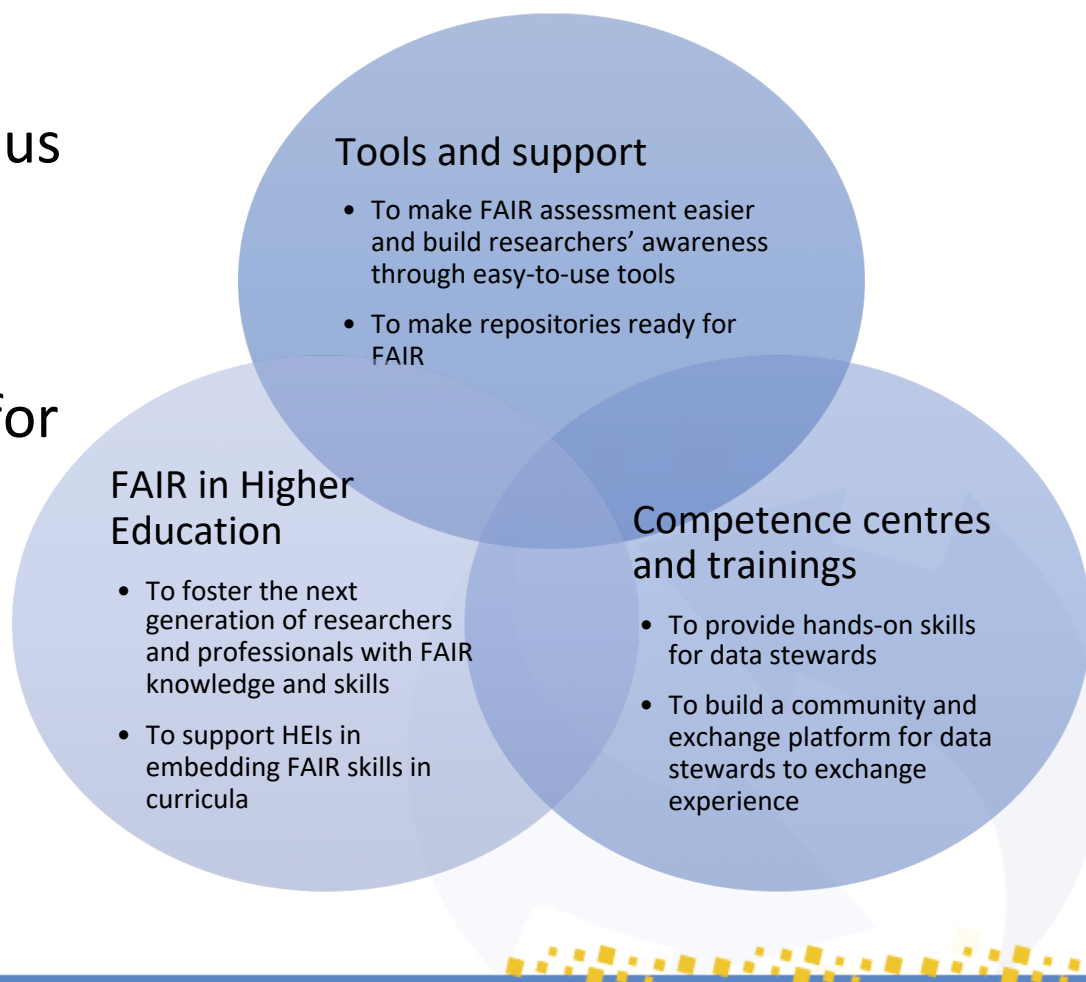 us
for
Tools and support
• To make FAIR assessment easier
and build researchers’ awareness
through easy-to-use tools
• To make repositories ready for
FAIR
FAIR in Higher
Education
• To foster the next
generation of researchers
and professionals with FAIR
knowledge and skills
• To support HEIs in
embedding FAIR skills in
curricula
Competence centres
and trainings
• To provide hands-on skills
for data stewards
• To build a community and
exchange platform for data
stewards to exchange
experience